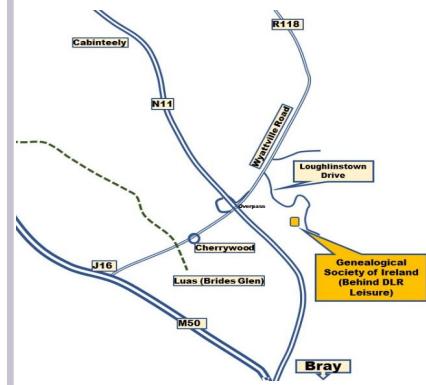 R118
Cabinteely
N11
Wyattville Road
Loughlinstown
Drive
Overpass
Cherrywood
Genealogical
Society of Ireland
(Behind DLR
Leisure)
J16
Luas (Brides Glen)
M50
Bray